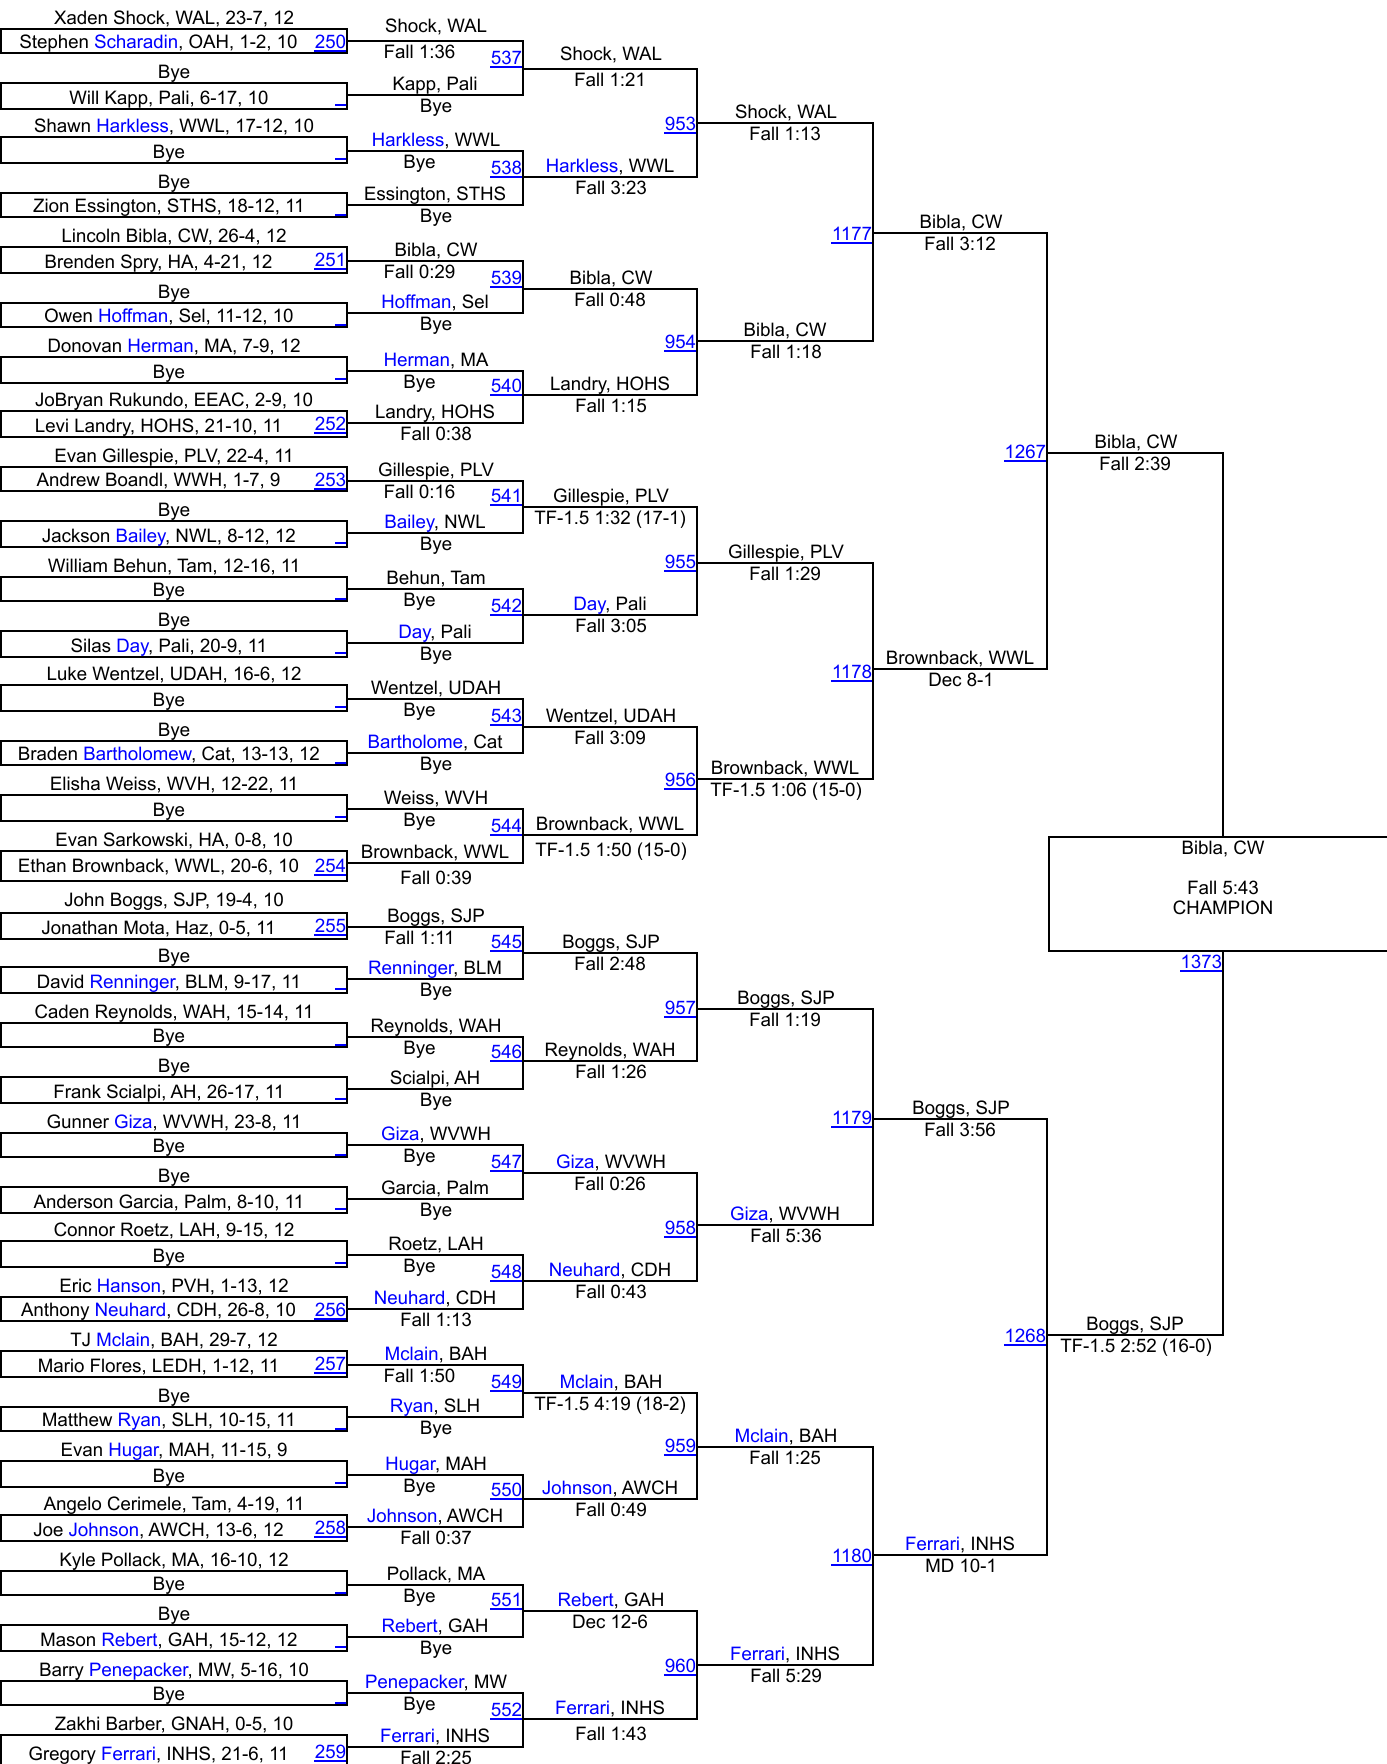 Xaden Shock, WAL, 23-7, 12
Stephen Scharadin, OAH, 1-2, 10 250
Bye
Will Kapp, Pali, 6-17, 10
Shawn Harkless, WWL, 17-12, 10
Bye
Bye
Zion Essington, STHS, 18-12, 11
Lincoln Bibla, CW, 26-4, 12
Brenden Spry, HA, 4-21, 12 251
Bye
Owen Hoffman, Sel, 11-12, 10
Donovan Herman, MA, 7-9, 12
Bye
JoBryan Rukundo, EEAC, 2-9, 10
Levi Landry, HOHS, 21-10, 11 252
Evan Gillespie, PLV, 22-4, 11
Andrew Boandl, WWH, 1-7, 9 253
Bye
Jackson Bailey, NWL, 8-12, 12
William Behun, Tam, 12-16, 11
Bye
Bye
Silas Day, Pali, 20-9, 11
Luke Wentzel, UDAH, 16-6, 12
Bye
Bye
Braden Bartholomew, Cat, 13-13, 12
Elisha Weiss, WVH, 12-22, 11
Bye
Evan Sarkowski, HA, 0-8, 10
Ethan Brownback, WWL, 20-6, 10 254
John Boggs, SJP, 19-4, 10
Jonathan Mota, Haz, 0-5, 11 255
Bye
David Renninger, BLM, 9-17, 11
Caden Reynolds, WAH, 15-14, 11
Bye
Bye
Frank Scialpi, AH, 26-17, 11
Gunner Giza, WVWH, 23-8, 11
Bye
Bye
Anderson Garcia, Palm, 8-10, 11
Connor Roetz, LAH, 9-15, 12
Bye
Eric Hanson, PVH, 1-13, 12
Anthony Neuhard, CDH, 26-8, 10 256
TJ Mclain, BAH, 29-7, 12
Mario Flores, LEDH, 1-12, 11 257
Bye
Matthew Ryan, SLH, 10-15, 11
Evan Hugar, MAH, 11-15, 9
Bye
Angelo Cerimele, Tam, 4-19, 11
Joe Johnson, AWCH, 13-6, 12 258
Kyle Pollack, MA, 16-10, 12
Bye
Bye
Mason Rebert, GAH, 15-12, 12
Barry Penepacker, MW, 5-16, 10
Bye
Zakhi Barber, GNAH, 0-5, 10
Gregory Ferrari, INHS, 21-6, 11 259
Shock, WAL
Fall 1:36
537
Kapp, Pali
Bye
Harkless, WWL
Bye
538
Essington, STHS
Bye
Bibla, CW
Fall 0:29
539
Hoffman, Sel
Bye
Herman, MA
Bye
540
Landry, HOHS
Fall 0:38
Gillespie, PLV
Fall 0:16
541
Bailey, NWL
Bye
Behun, Tam
Bye
542
Day, Pali
Bye
Wentzel, UDAH
Bye
543
Bartholome, Cat
Bye
Weiss, WVH
Bye
544
Brownback, WWL
Fall 0:39
Boggs, SJP
Fall 1:11
545
Renninger, BLM
Bye
Reynolds, WAH
Bye
546
Scialpi, AH
Bye
Giza, WVWH
Bye
547
Garcia, Palm
Bye
Roetz, LAH
Bye
548
Neuhard, CDH
Fall 1:13
Mclain, BAH
Fall 1:50
549
Ryan, SLH
Bye
Hugar, MAH
Bye
550
Johnson, AWCH
Fall 0:37
Pollack, MA
Bye
551
Rebert, GAH
Bye
Penepacker, MW
Bye
552
Ferrari, INHS
Fall 2:25
Shock, WAL
Fall 1:21
953
Harkless, WWL
Fall 3:23
Bibla, CW
Fall 0:48
954
Landry, HOHS
Fall 1:15
Gillespie, PLV
TF-1.5 1:32 (17-1)
955
Day, Pali
Fall 3:05
Wentzel, UDAH
Fall 3:09
956
Brownback, WWL
TF-1.5 1:50 (15-0)
Boggs, SJP
Fall 2:48
957
Reynolds, WAH
Fall 1:26
Giza, WVWH
Fall 0:26
958
Neuhard, CDH
Fall 0:43
Mclain, BAH
TF-1.5 4:19 (18-2)
959
Johnson, AWCH
Fall 0:49
Rebert, GAH
Dec 12-6
960
Ferrari, INHS
Fall 1:43
Shock, WAL
Fall 1:13
1177
Bibla, CW
Fall 1:18
Gillespie, PLV
Fall 1:29
1178
Brownback, WWL
TF-1.5 1:06 (15-0)
Boggs, SJP
Fall 1:19
1179
Giza, WVWH
Fall 5:36
Mclain, BAH
Fall 1:25
1180
Ferrari, INHS
Fall 5:29
Bibla, CW
Fall 3:12
1267
Brownback, WWL
Dec 8-1
Boggs, SJP
Fall 3:56
1268
Ferrari, INHS
MD 10-1
Bibla, CW
Fall 2:39
Boggs, SJP
TF-1.5 2:52 (16-0)
Bibla, CW
Fall 5:43
CHAMPION
1373